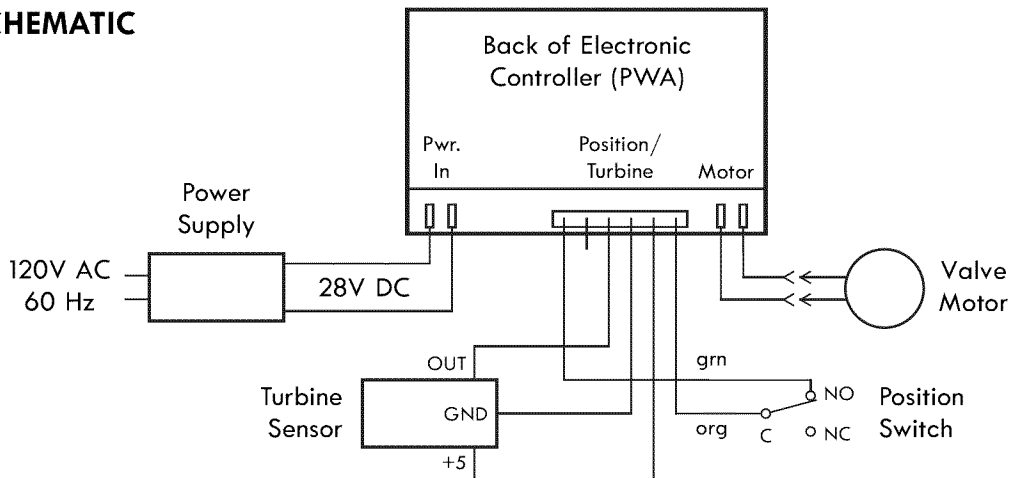 CHEMATIC
Back of Electronic
Controller (PWA)
Pwr.
In
Position/
Turbine
Motor
Power
Supply
120V AC
60 Hz
28V DC
Valve
Motor
OUT
grn
Turbine
Sensor
GND
NO
Position
Switch
org
C
NC
+5